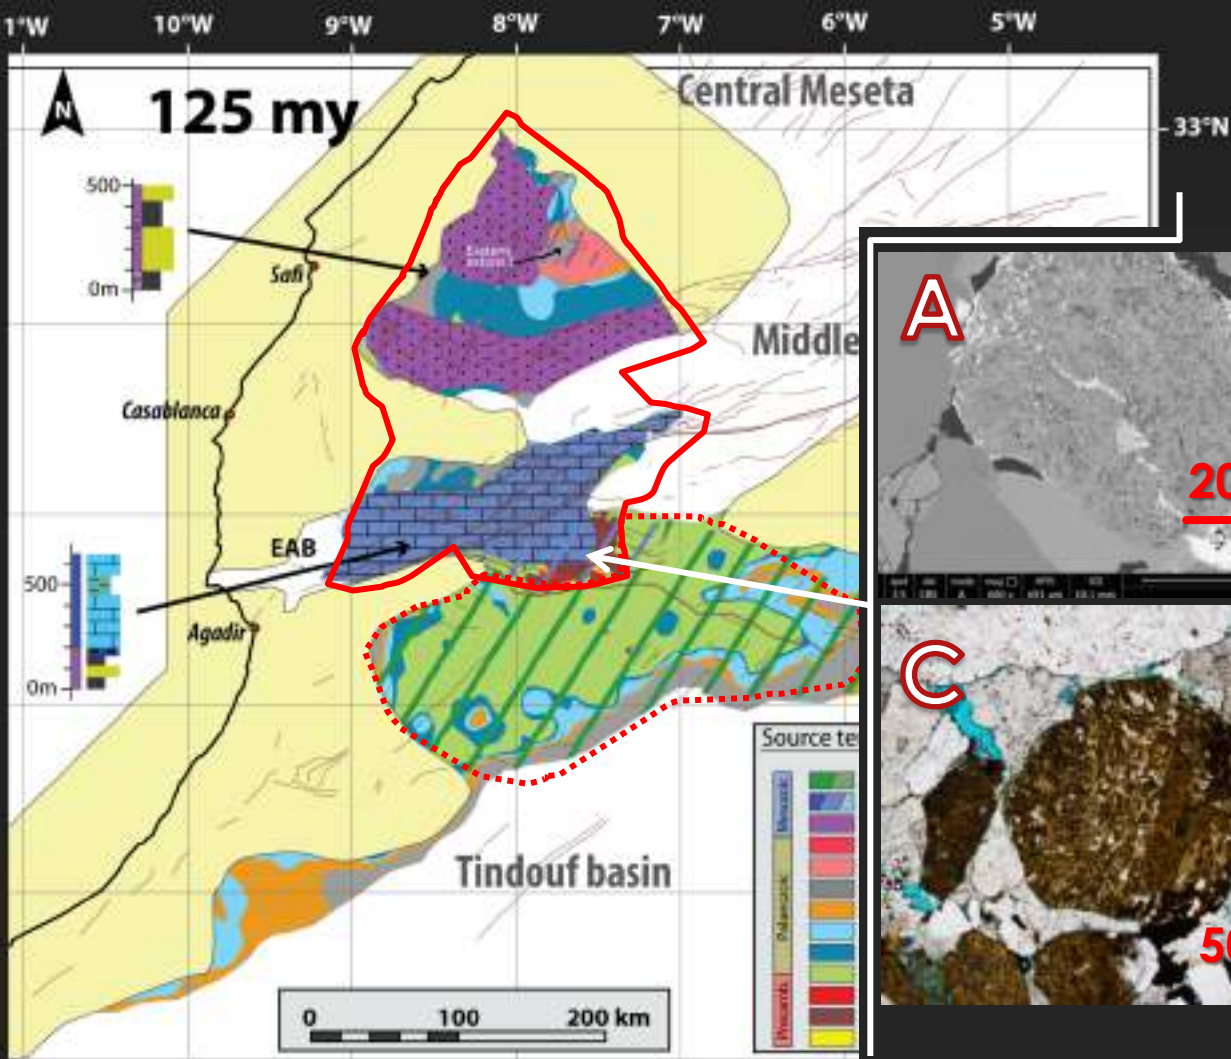 1°W 10°W 9°W 8°W 7°W 6°W 5°W
N
125 my
Central Meseta
33°N
500
0m
Safi
A
Middle
20
Casablanca
EAB
500
0m
Agadir
C
Source te
Mesozoic
Palaeozoic
Precamb.
Tindouf basin
50
0 100 200 km